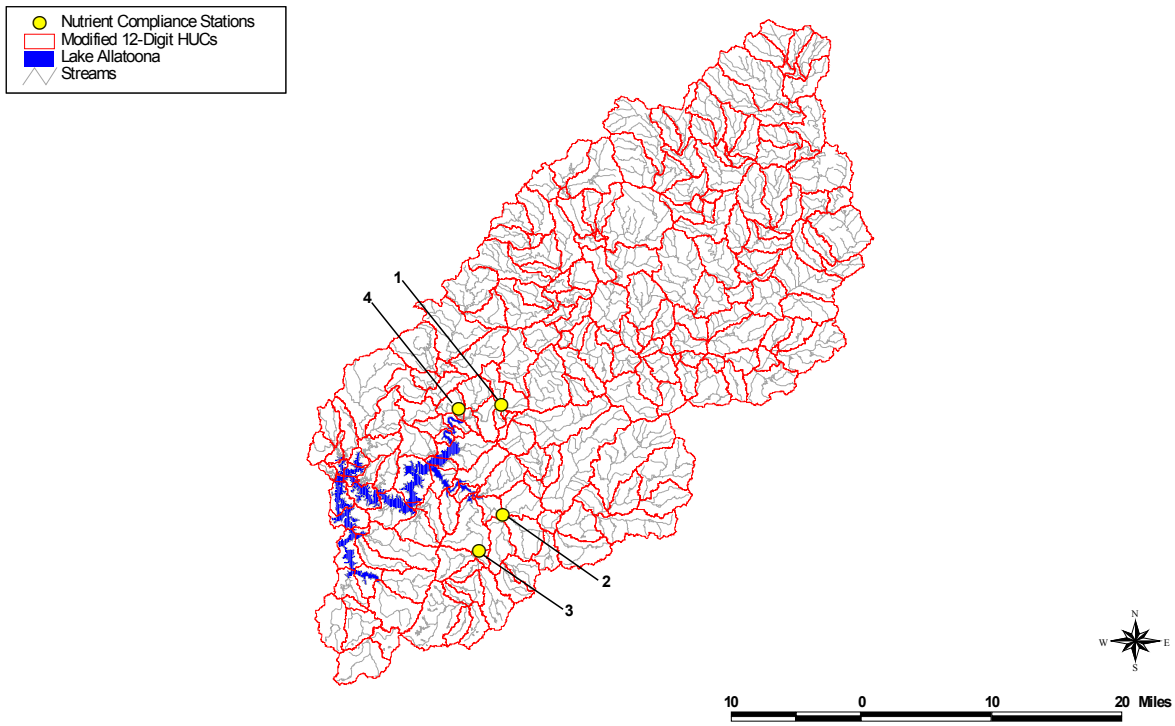 Nutrient Compliance Stations
Modified 12-Digit HUCs
Lake Allatoona
Streams
1
4
2
3
N
W E
S
10 0 10 20 Miles